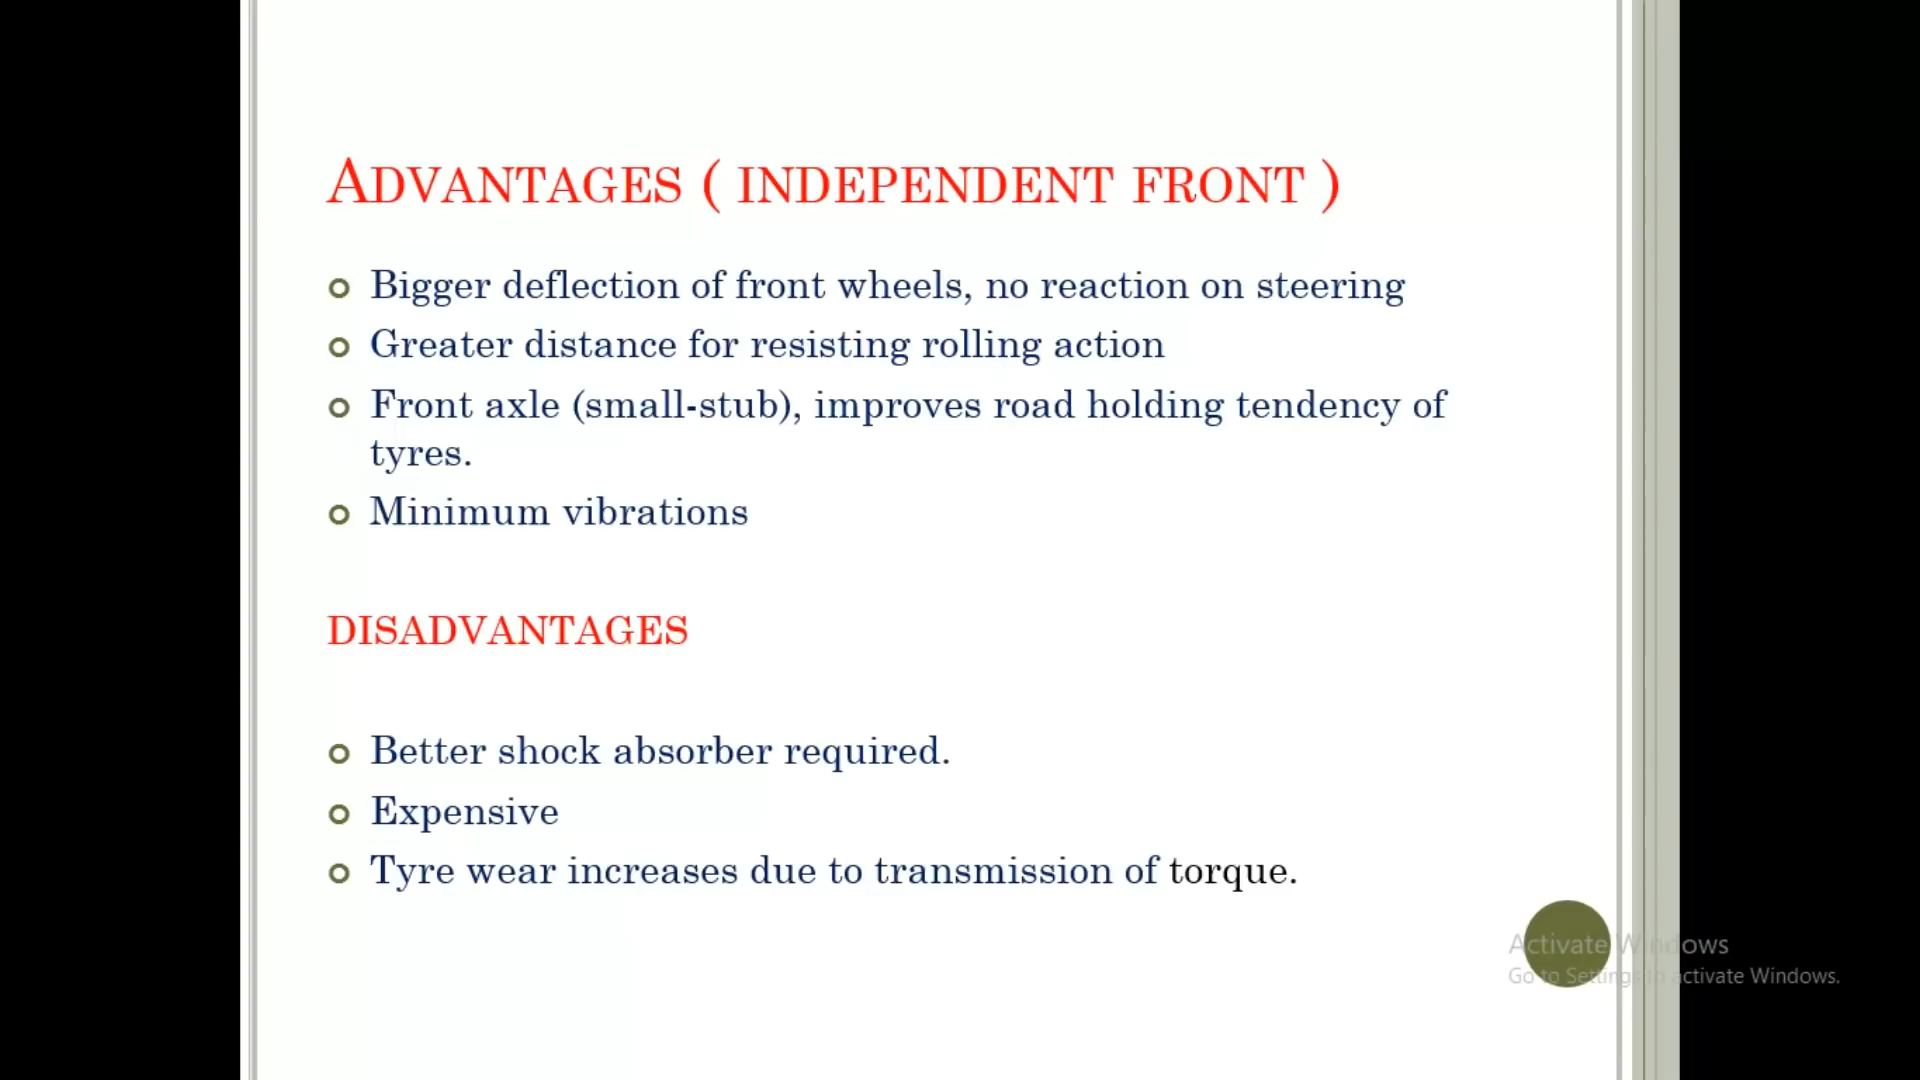 ADVANTAGES ( INDEPENDENT FRONT )
Bigger deflection of front wheels, no reaction on steering
Greater distance for resisting rolling action
Front axle (small-stub), improves road holding tendency of
tyres.
Minimum vibrations
DISADVANTAGES
Better shock absorber required.
Expensive
Tyre wear increases due to transmission of torque.
Activate Windows
Go to Settings to activate Windows.